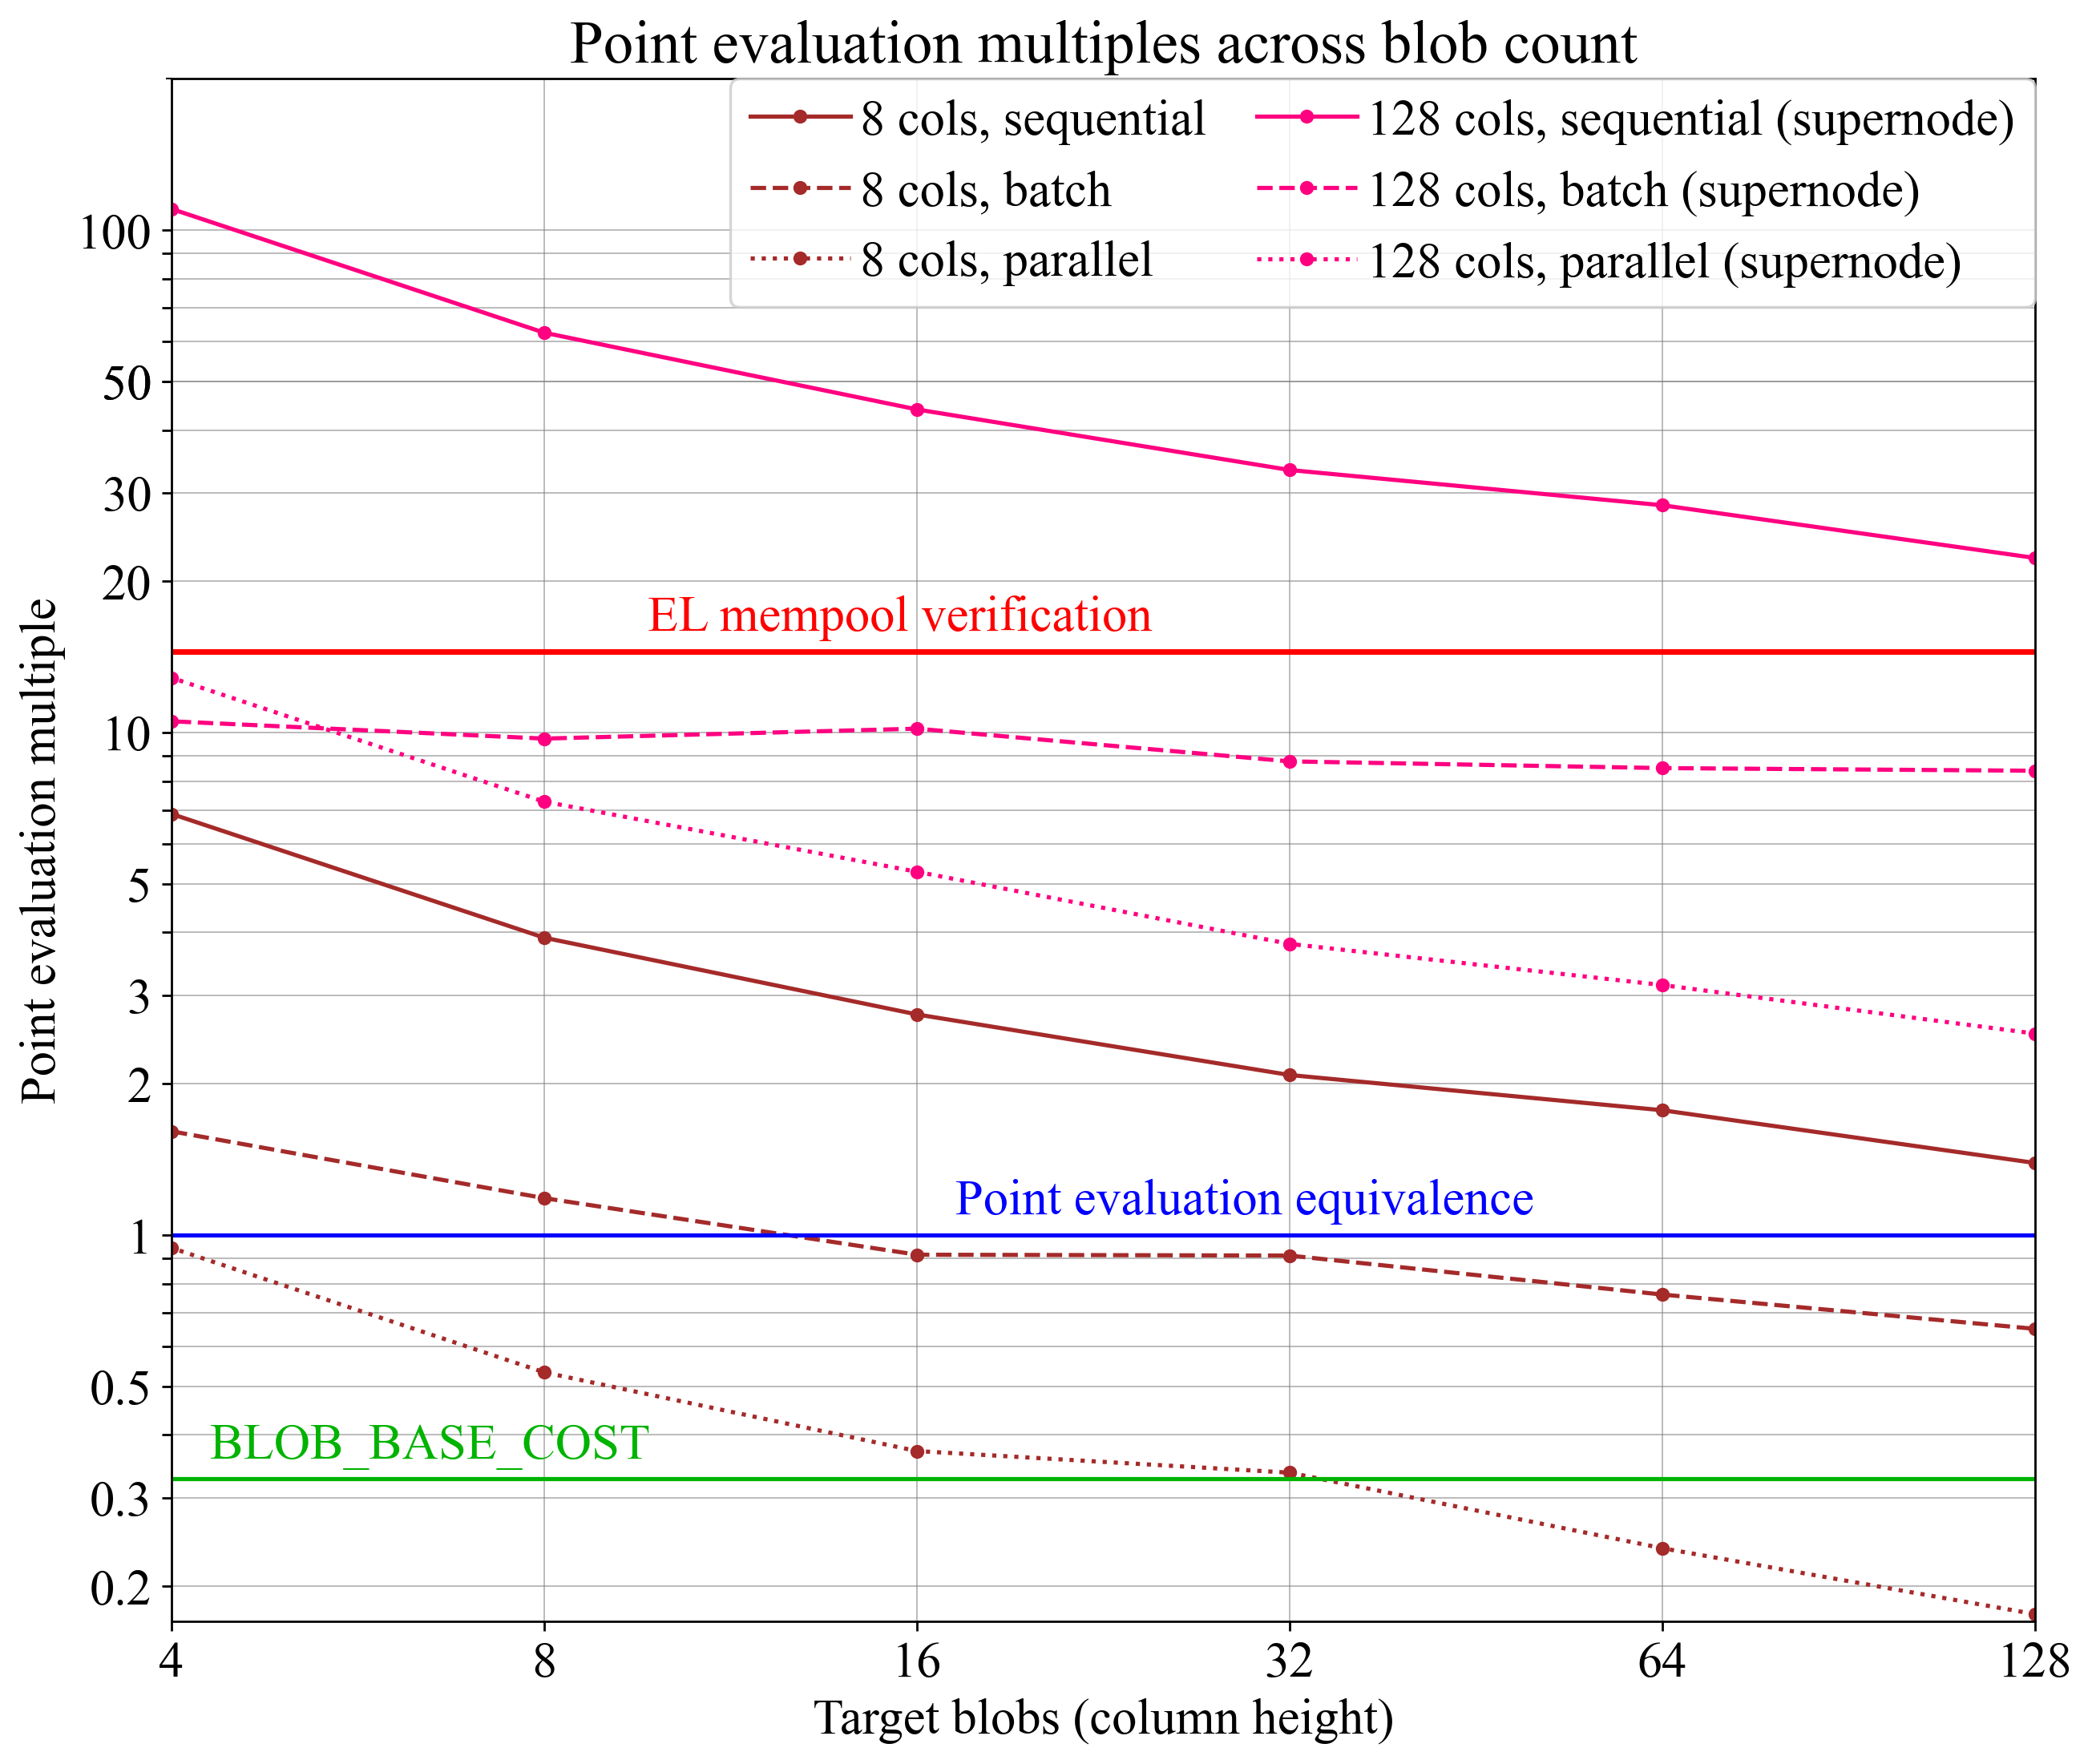 Point evaluation multiples across blob count
8 cols, sequential
8 cols, batch
8 cols, parallel
128 cols, sequential (supernode)
128 cols, batch (supernode)
128 cols, parallel (supernode)
Point evaluation multiple
100
50
30
20
10
5
3
2
1
0.5
0.3
0.2
EL mempool verification
Point evaluation equivalence
BLOB_BASE_COST
4
8
16
32
64
128
Target blobs (column height)